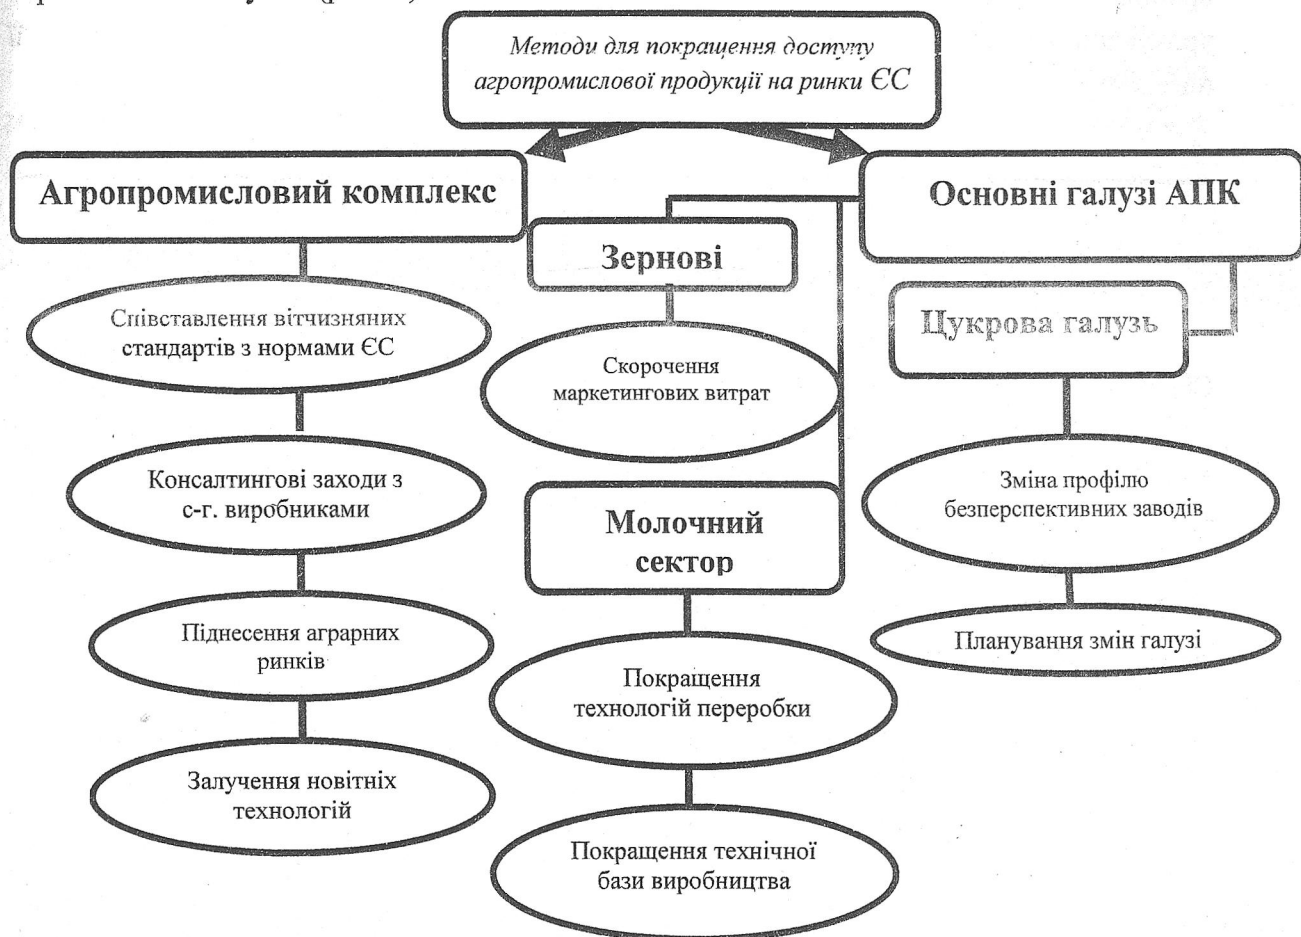 Методи для покращення доступу
агропромислової продукції на ринки ЄС
Агропромисловий комплекс
Основні галузі АПК
Зернові
Цукрова галузь
Співставлення вітчизняних
стандартів з нормами ЄС
Скорочення
маркетингових витрат
Консалтингові заходи з
с-г. виробниками
Зміна профілю
безперспективних заводів
Молочний
сектор
Піднесення аграрних
ринків
Планування змін галузі
Покращення
технологій переробки
Залучення новітніх
технологій
Покращення технічної
бази виробництва